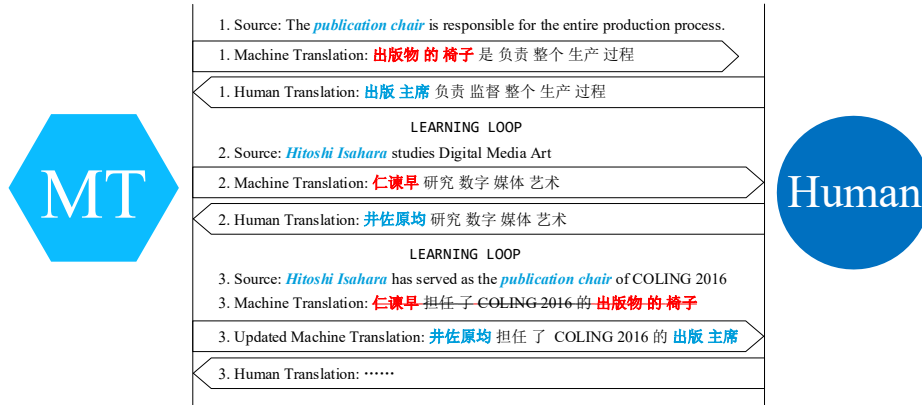 1. Source: The publication chair is responsible for the entire production process.
1. Machine Translation: 出版物 的 椅子 是 负责 整个 生产 过程
1. Human Translation: 出版 主席 负责 监督 整个 生产 过程
LEARNING LOOP
2. Source: Hitoshi Isahara studies Digital Media Art
2. Machine Translation: 仁谏早 研究 数字 媒体 艺术
2. Human Translation: 井佐原均 研究 数字 媒体 艺术
LEARNING LOOP
3. Source: Hitoshi Isahara has served as the publication chair of COLING 2016
3. Machine Translation: 仁谏早 担任 了 COLING 2016 的 出版物 的 椅子
3. Updated Machine Translation: 井佐原均 担任 了 COLING 2016 的 出版 主席
3. Human Translation: ······
MT
Human